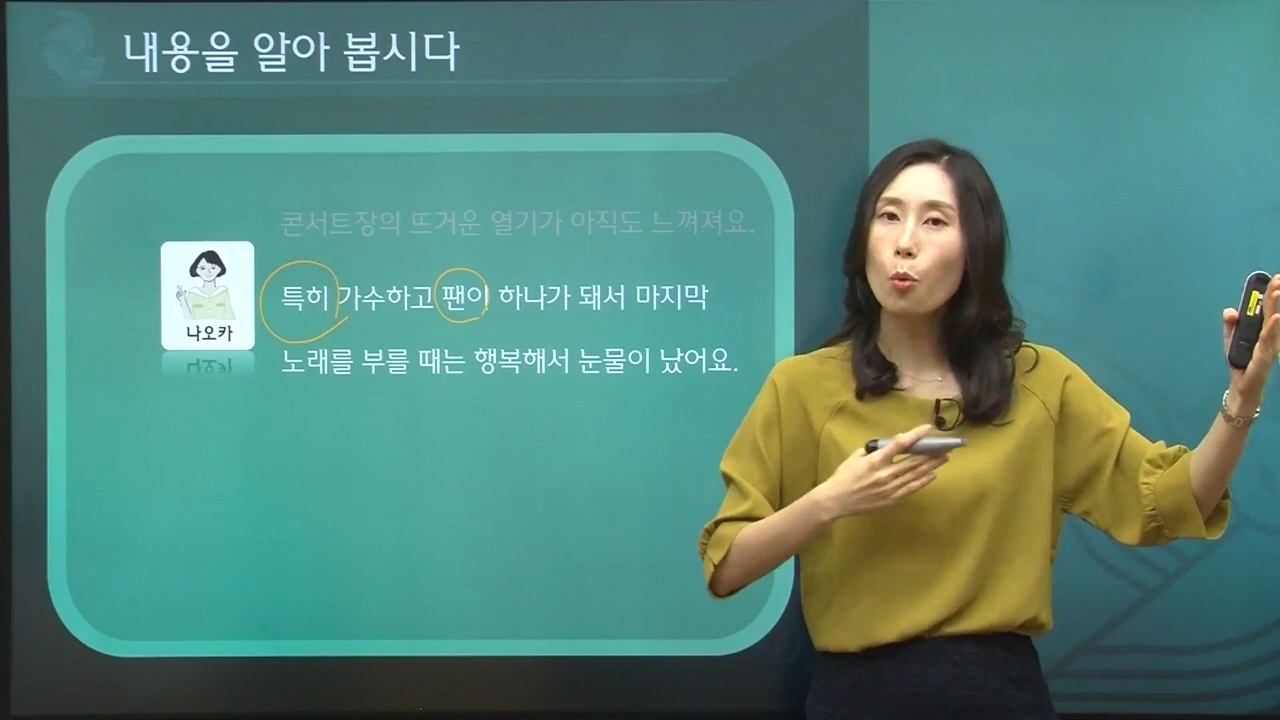 내용을 알아 봅시다
콘서트장의 뜨거운 열기가 아직도 느껴져요.
특히 가수하고 팬이 하나가 돼서 마지막
노래를 부를 때는 행복해서 눈물이 났어요.
나오카